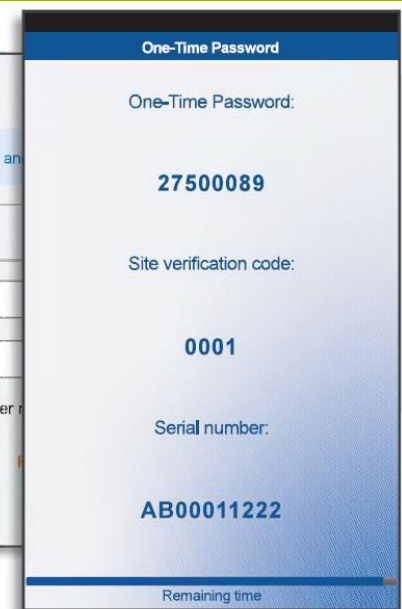 One-Time Password
One-Time Password:
27500089
Site verification code:
0001
Serial number:
AB00011222
Remaining time